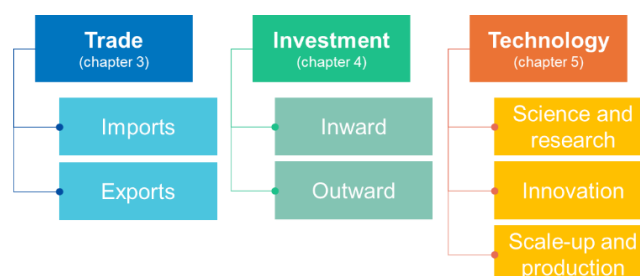 Trade
(chapter 3)
Imports
Exports
Investment
(chapter 4)
Inward
Outward
Technology
(chapter 5)
Science and
research
Innovation
Scale-up and
production